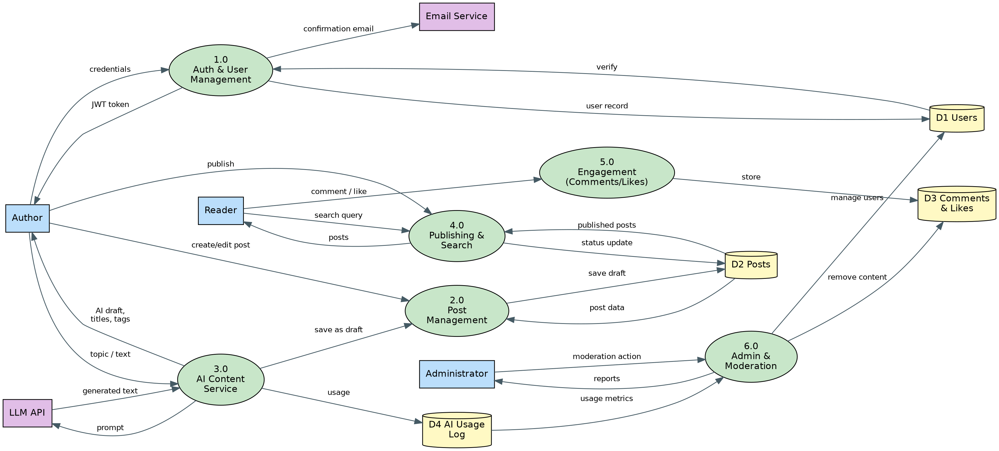 Email Service
confirmation email
1.0
Auth & User
Management
credentials
verify
JWT token
user record
D1 Users
publish
5.0
Engagement
(Comments/Likes)
store
comment / like
manage users
D3 Comments
& Likes
Reader
Author
search query
4.0
Publishing &
Search
published posts
posts
status update
create/edit post
D2 Posts
save draft
2.0
Post
Management
post data
AI draft,
titles, tags
remove content
save as draft
topic / text
3.0
AI Content
Service
6.0
Admin &
Moderation
moderation action
Administrator
reports
generated text
usage
usage metrics
LLM API
prompt
D4 AI Usage
Log